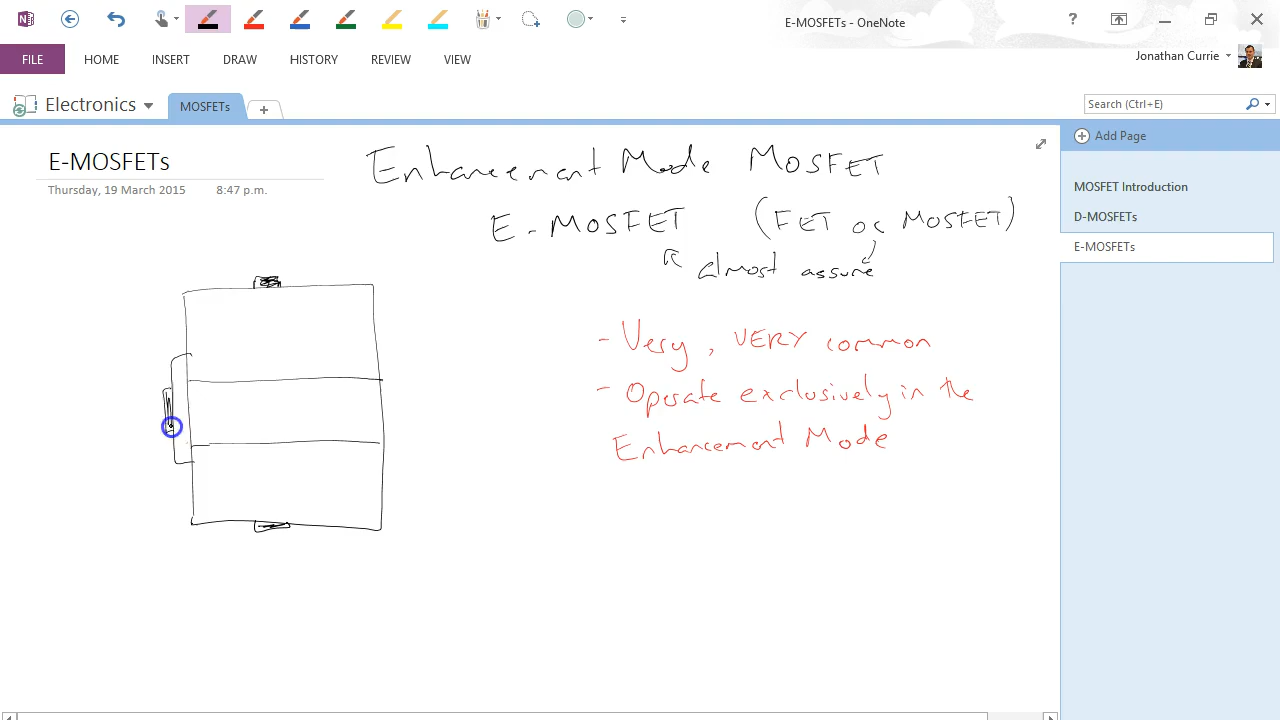 E-MOSFETs - OneNote
?
Jonathan Currie
FILE HOME INSERT DRAW HISTORY REVIEW VIEW
Electronics MOSFETs + Search (Ctrl+E)
Add Page
E-MOSFETs
Thursday, 19 March 2015 8:47 p.m.
MOSFET Introduction
D-MOSFETs
E-MOSFETs
Enhancement Mode MOSFET
E-MOSFET (FET or MOSFET)
almost assure
- Very, VERY common
- Operate exclusively in the
Enhancement Mode